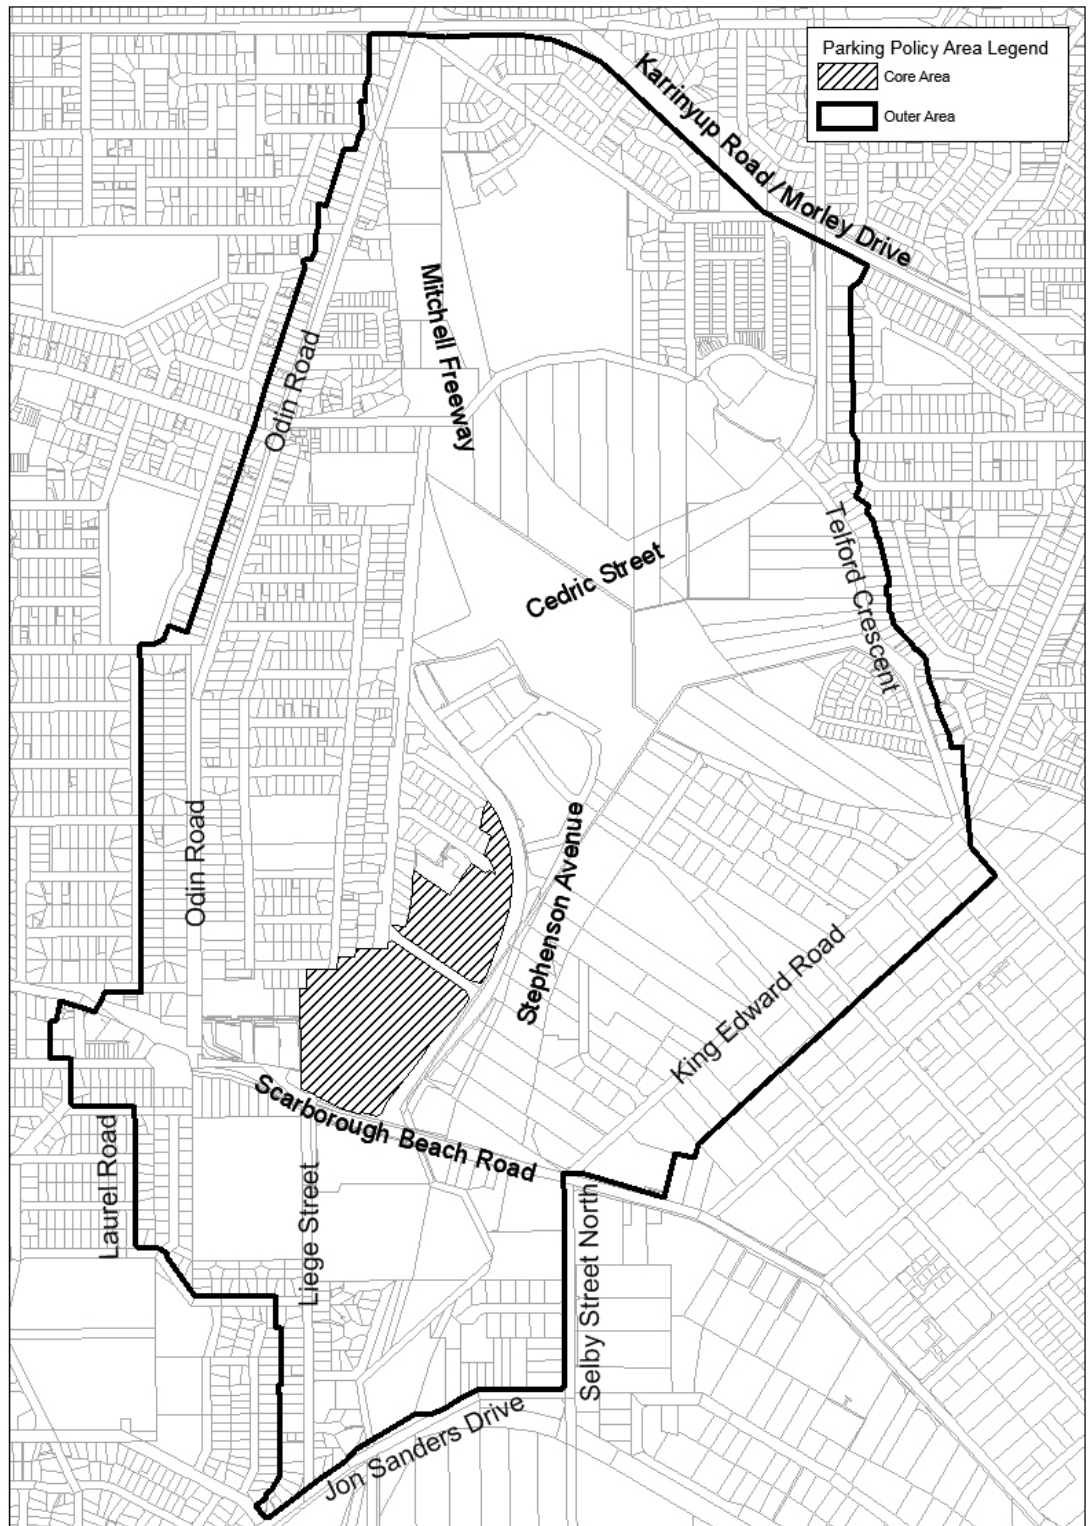 Parking Policy Area Legend
Core Area
Outer Area
Karrinyup Road / Morley Drive
Mitchell Freeway
Odin Road
Cedric Street
Telford Crescent
Odin Road
Stephenson Avenue
King Edward Road
Scarborough Beach Road
Laurel Road
Liege Street
Selby Street North
Jon Sanders Drive